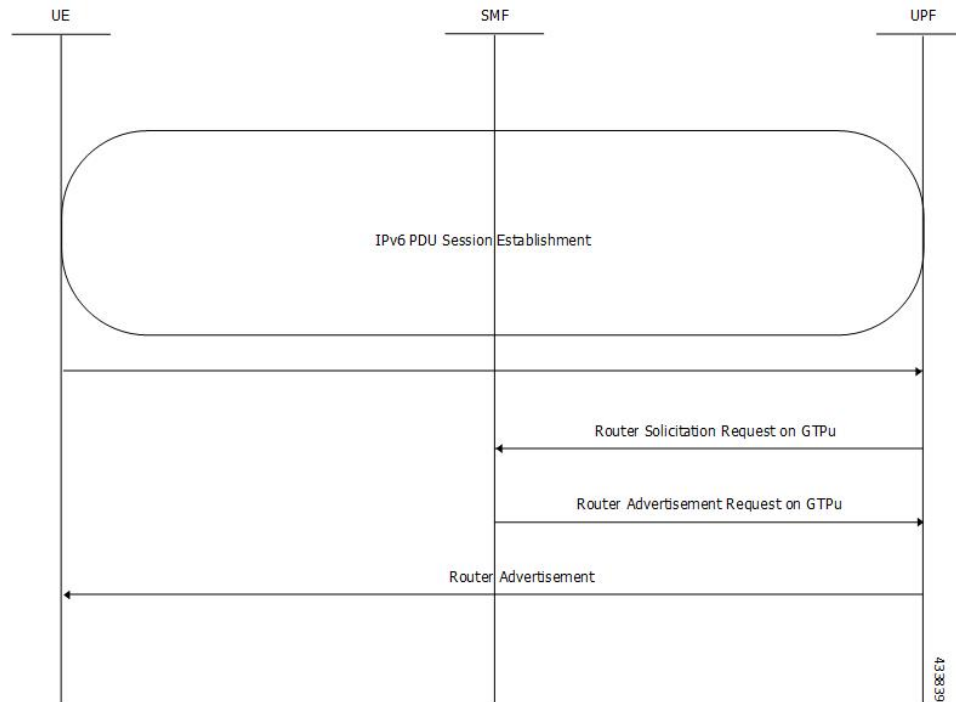 UE
SMF
UPF
IPv6 PDU Session Establishment
Router Solicitation Request on GTPu
Router Advertisement Request on GTPu
Router Advertisement
433839